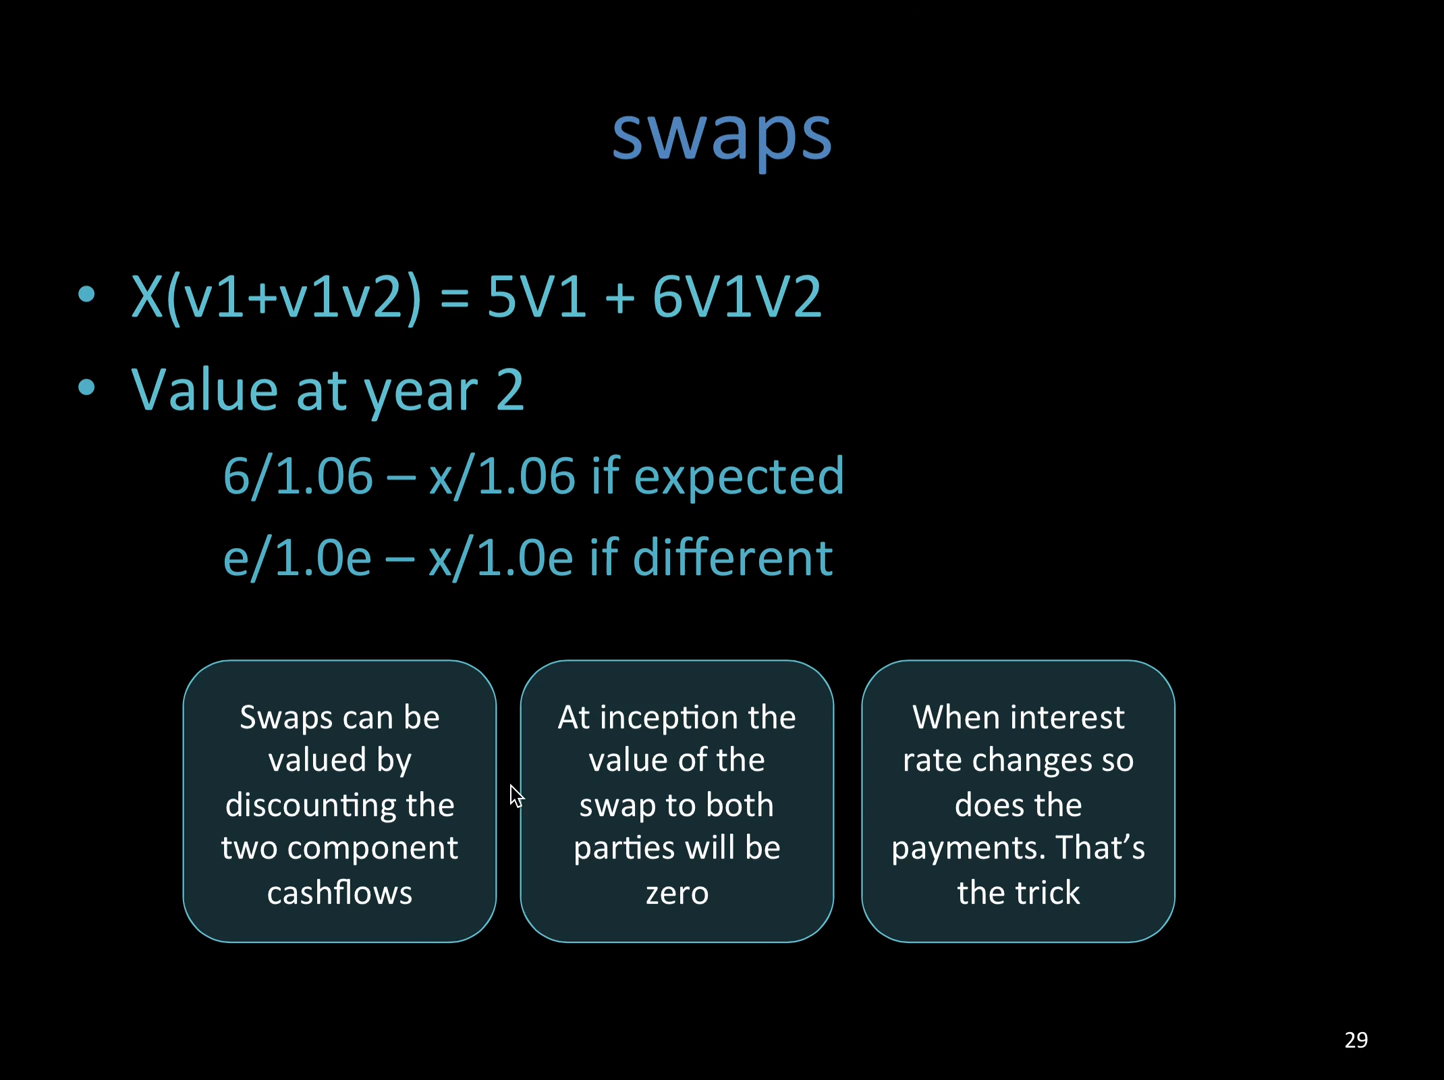 swaps
• X(v1+v1v2) = 5V1 + 6V1V2
• Value at year 2
6/1.06 – x/1.06 if expected
e/1.0e – x/1.0e if different
Swaps can be
valued by
discounting the
two component
cashflows
At inception the
value of the
swap to both
parties will be
zero
When interest
rate changes so
does the
payments. That’s
the trick
29